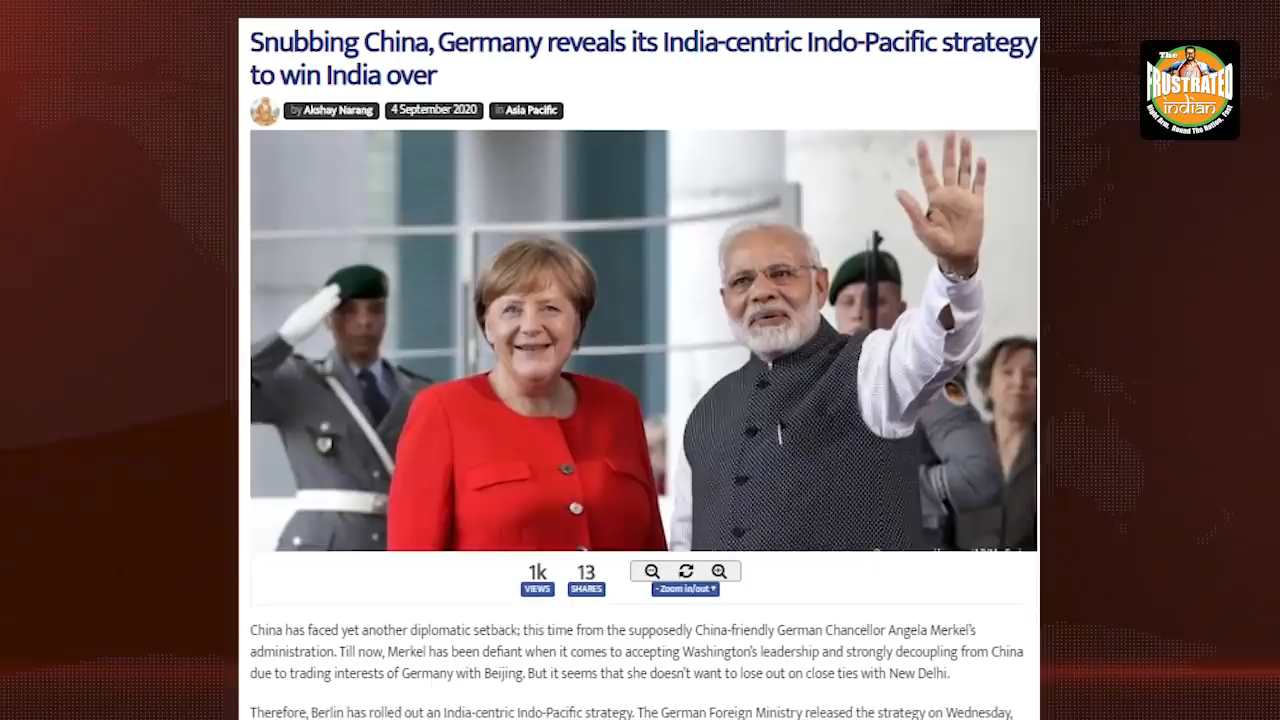 Snubbing China, Germany reveals its India-centric Indo-Pacific strategy
to win India over
by Akshay Narang 4 September 2020 in Asia Pacific
The
FRUSTRATED
indian
Right Arm, Round The Nation, Fast
1k 13
VIEWS SHARES - Zoom in/out +
China has faced yet another diplomatic setback; this time from the supposedly China-friendly German Chancellor Angela Merkel's
administration. Till now, Merkel has been defiant when it comes to accepting Washington's leadership and strongly decoupling from China
due to trading interests of Germany with Beijing. But it seems that she doesn't want to lose out on close ties with New Delhi.
Therefore, Berlin has rolled out an India-centric Indo-Pacific strategy. The German Foreign Ministry released the strategy on Wednesday,